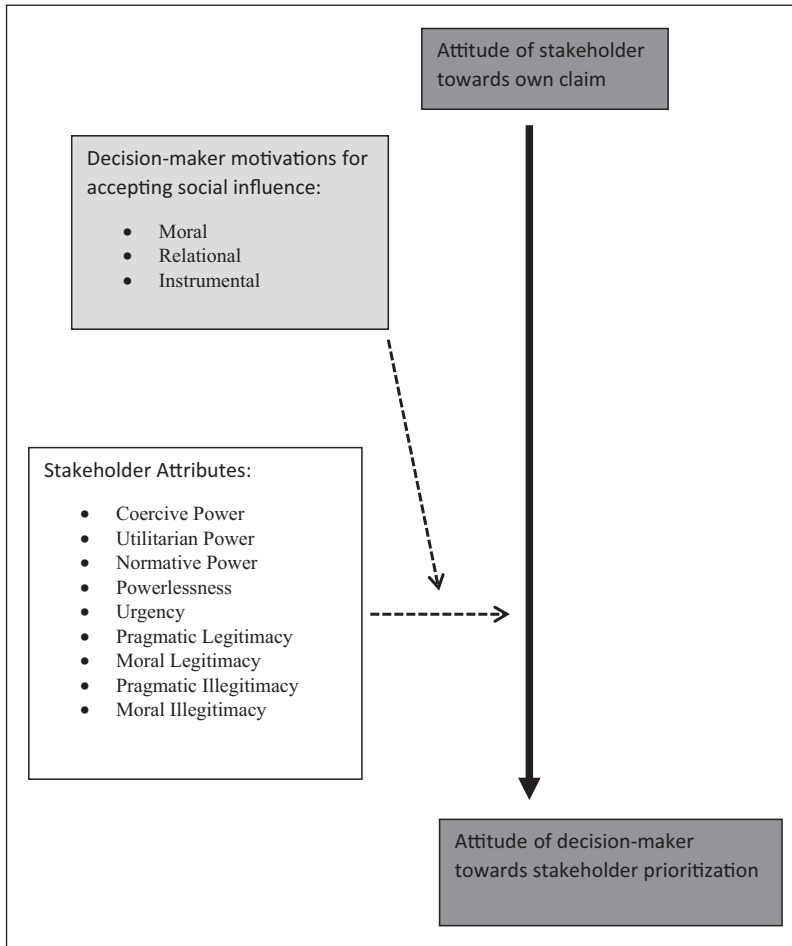 Attitude of stakeholder
towards own claim
Decision-maker motivations for
accepting social influence:
• Moral
• Relational
• Instrumental
Stakeholder Attributes:
• Coercive Power
• Utilitarian Power
• Normative Power
• Powerlessness
• Urgency
• Pragmatic Legitimacy
• Moral Legitimacy
• Pragmatic Illegitimacy
• Moral Illegitimacy
Attitude of decision-maker
towards stakeholder prioritization